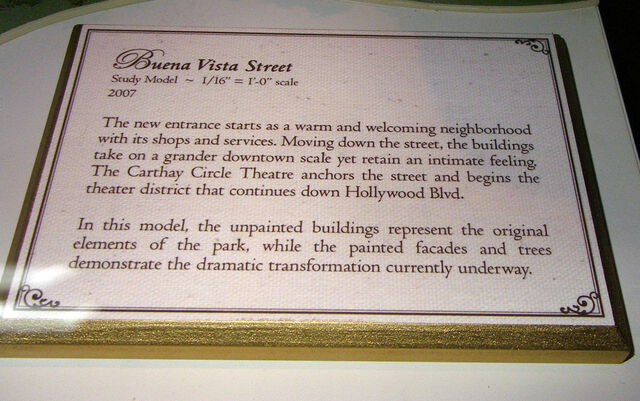 Buena Vista Street
Study Model ~ 1/16" = 1'-0" scale
2007
The new entrance starts as a warm and welcoming neighborhood
with its shops and services. Moving down the street, the buildings
take on a grander downtown scale yet retain an intimate feeling.
The Carthay Circle Theatre anchors the street and begins the
theater district that continues down Hollywood Blvd.
In this model, the unpainted buildings represent the original
elements of the park, while the painted facades and trees
demonstrate the dramatic transformation currently underway.